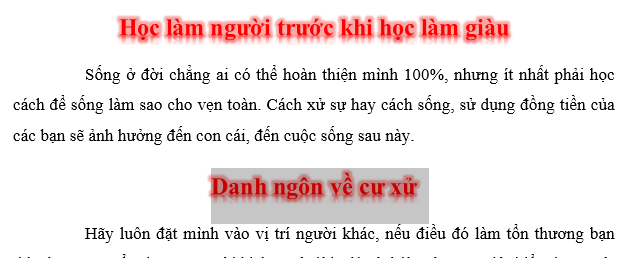 Học làm người trước khi học làm giàu
Sống ở đời chẳng ai có thể hoàn thiện mình 100%, nhưng ít nhất phải học
cách để sống làm sao cho vẹn toàn. Cách xử sự hay cách sống, sử dụng đồng tiền của
các bạn sẽ ảnh hưởng đến con cái, đến cuộc sống sau này.
Danh ngôn về cư xử
Hãy luôn đặt mình vào vị trí người khác, nếu điều đó làm tổn thương bạn